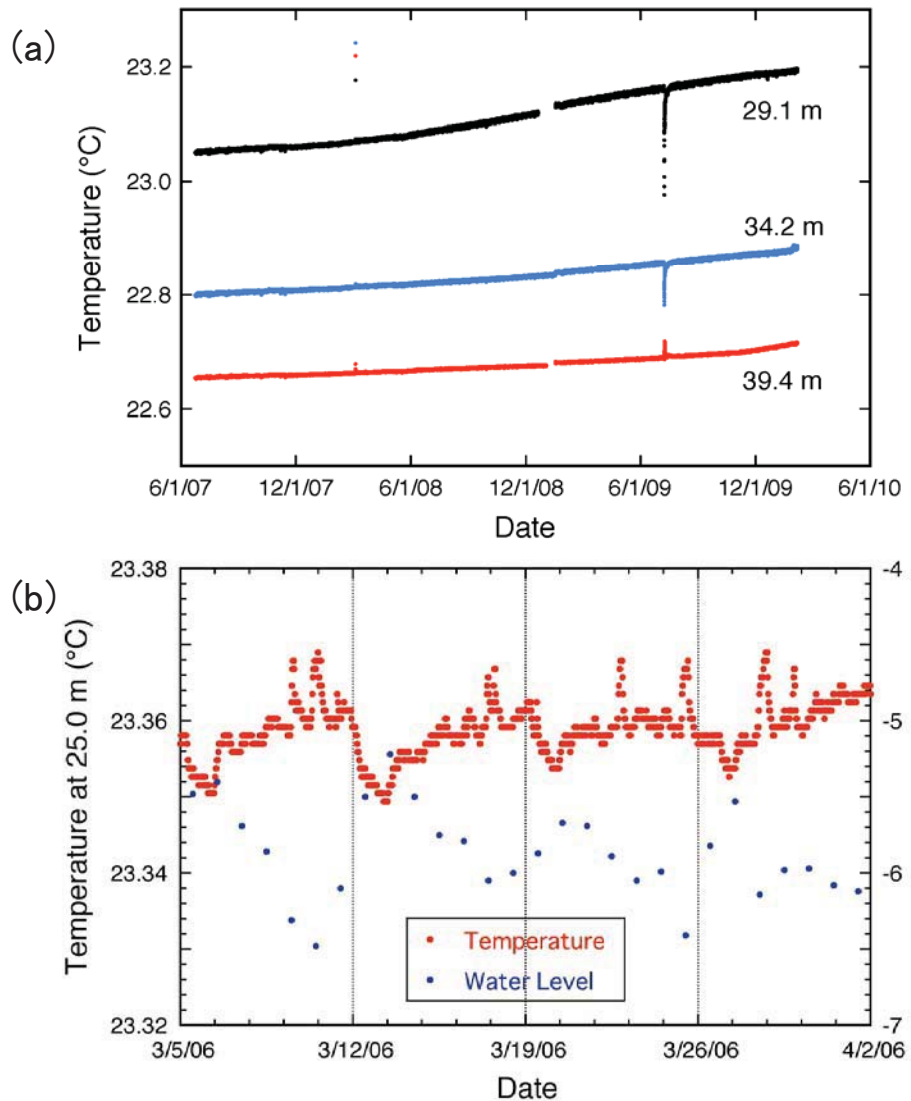 (a)
23.2
23.0
22.8
22.6
Temperature (°C)
29.1 m
34.2 m
39.4 m
6/1/07
12/1/07
6/1/08
12/1/08
6/1/09
12/1/09
6/1/10
Date
(b)
23.38
23.36
23.34
23.32
Temperature at 25.0 m (°C)
-4
-5
-6
-7
Temperature
Water Level
3/5/06
3/12/06
3/19/06
3/26/06
4/2/06
Date